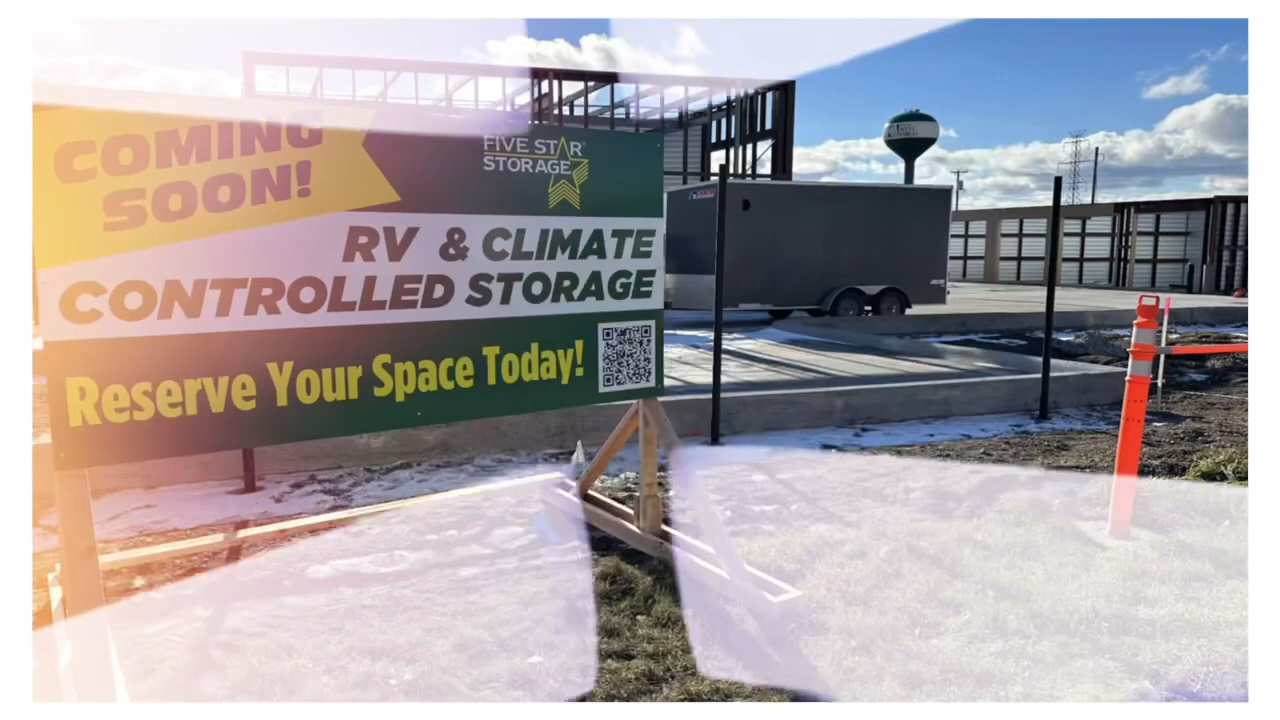 COMING
SOON!
FIVE STAR
STORAGE
RV & CLIMATE
CONTROLLED STORAGE
Reserve Your Space Today!